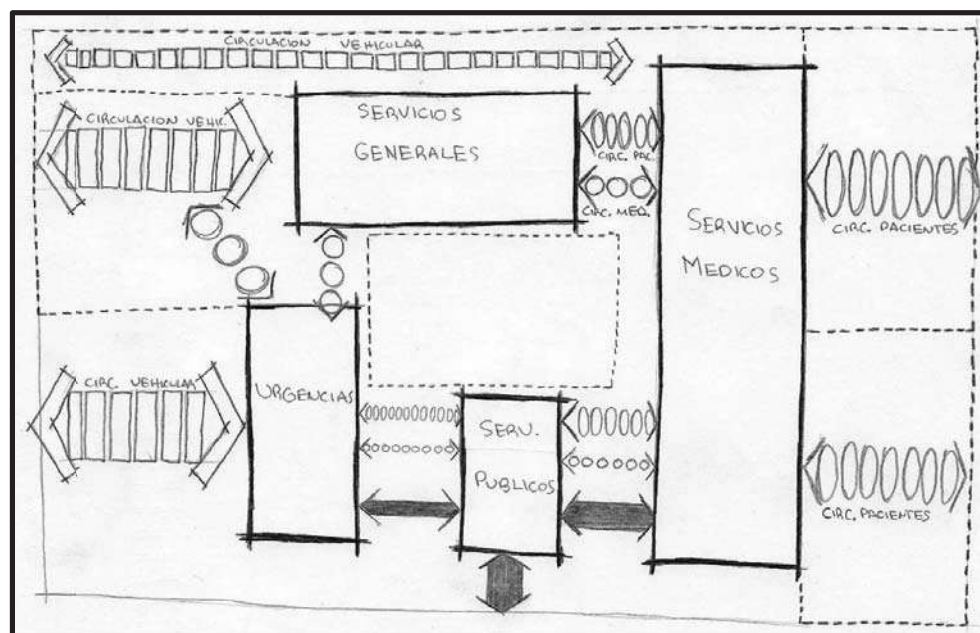 CIRCULACION VEHICULAR
CIRCULACION VEHIC.
SERVICIOS
GENERALES
CIRC. PAC.
CIRC. MED.
SERVICIOS
MEDICOS
CIRC. PACIENTES
CIRC. VEHICULAR
URGENCIAS
SERV.
PUBLICOS
CIRC. PACIENTES